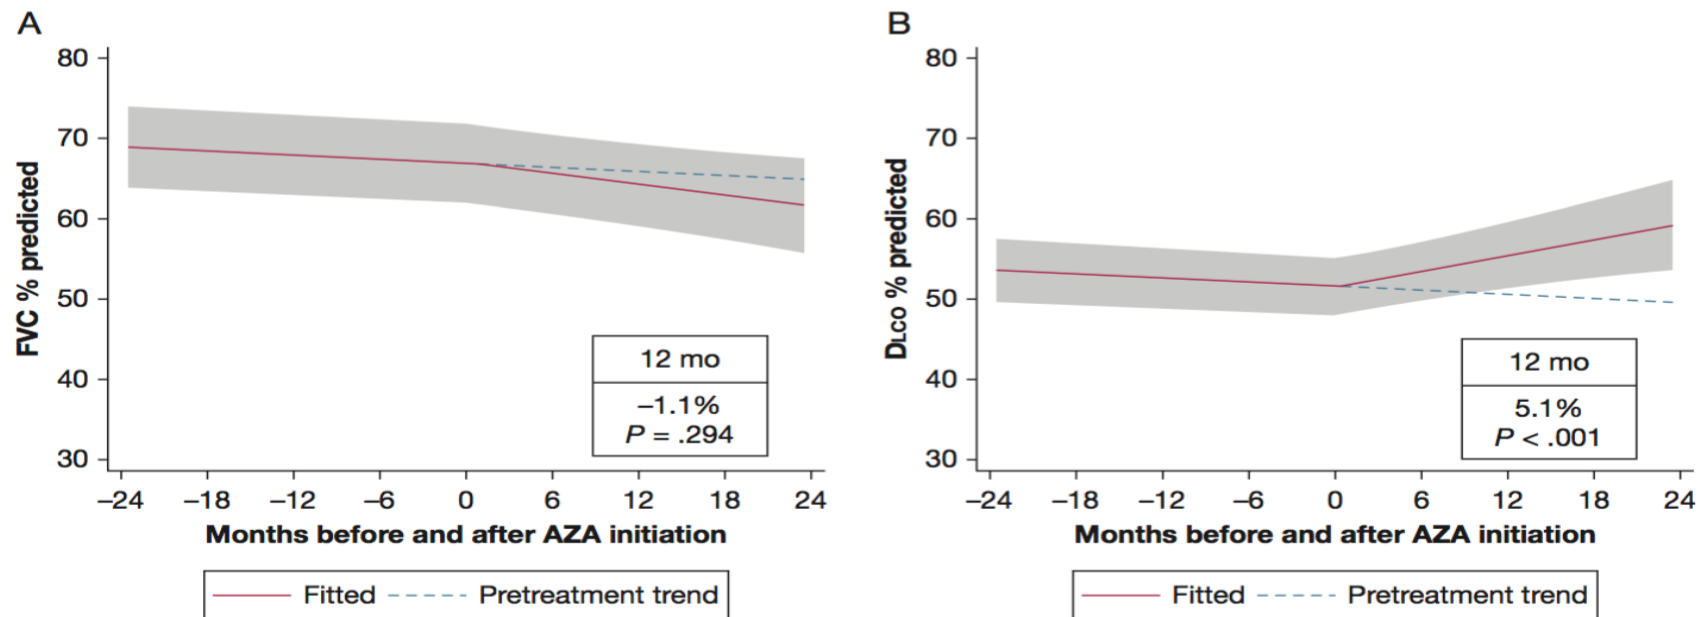 A
80
70
60
50
40
30
FVC % predicted
12 mo
–1.1%
P = .294
–24 –18 –12 –6 0 6 12 18 24
Months before and after AZA initiation
Fitted Pretreatment trend
B
80
70
60
50
40
30
DLCO % predicted
12 mo
5.1%
P < .001
–24 –18 –12 –6 0 6 12 18 24
Months before and after AZA initiation
Fitted Pretreatment trend